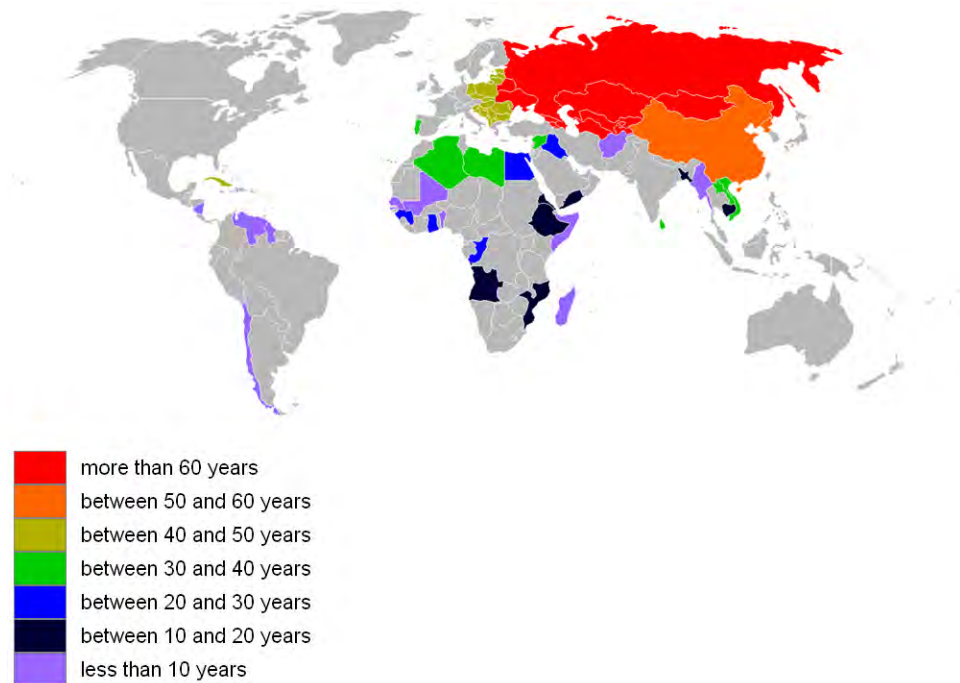 more than 60 years
between 50 and 60 years
between 40 and 50 years
between 30 and 40 years
between 20 and 30 years
between 10 and 20 years
less than 10 years